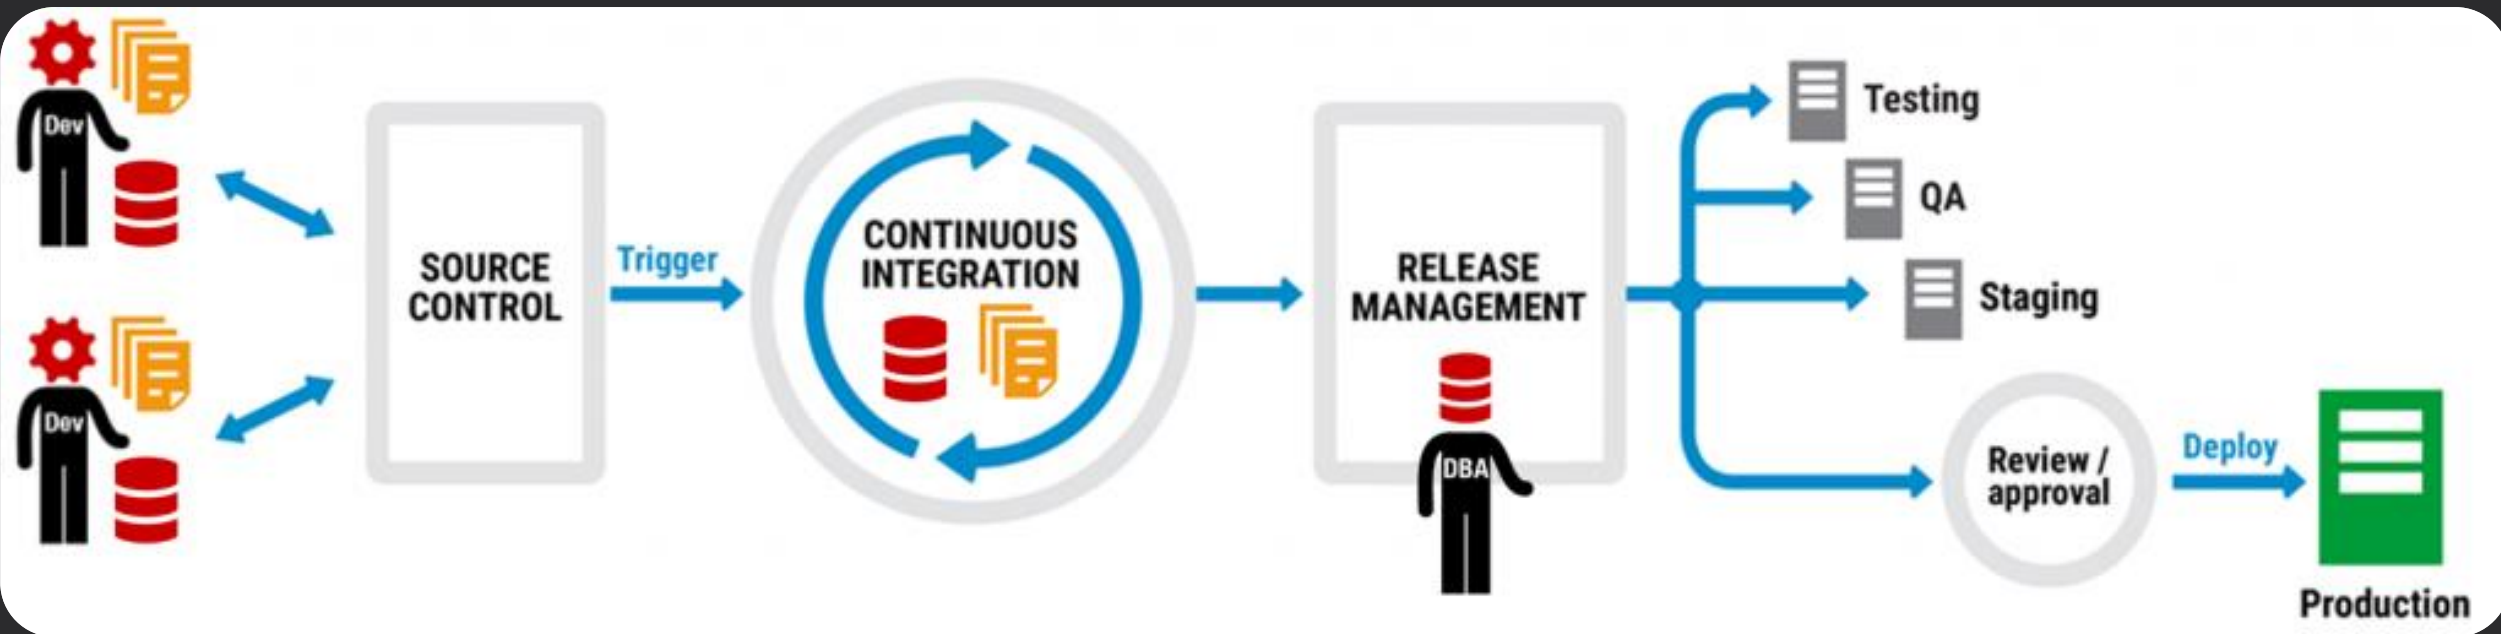 Dev
Dev
SOURCE
CONTROL
Trigger
CONTINUOUS
INTEGRATION
RELEASE
MANAGEMENT
DBA
Testing
QA
Staging
Review /
approval
Deploy
Production